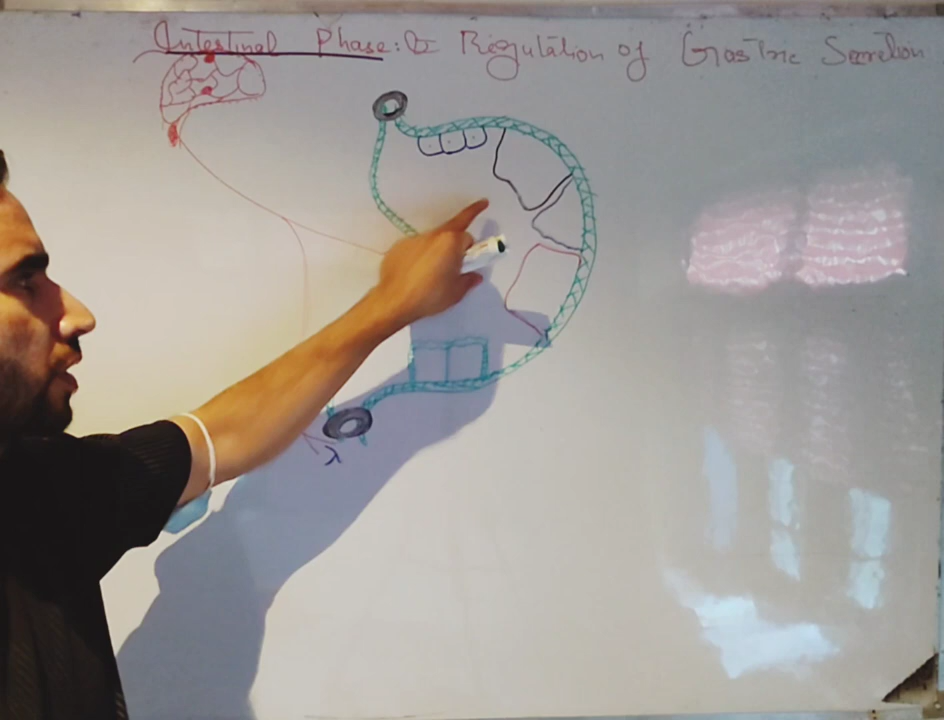 Intestinal Phase: & Regulation of Gastric Secretion
λ